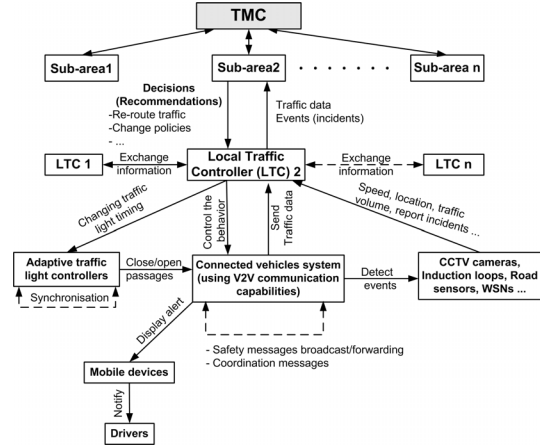 TMC
Sub-area1
Sub-area2
. . . . . . .
Sub-area n
Decisions
(Recommendations)
-Re-route traffic
-Change policies
- ...
Traffic data
Events (incidents)
LTC 1
Exchange
information
Local Traffic
Controller (LTC) 2
Exchange
information
LTC n
Changing traffic
light timing
Control the
behavior
Send
Traffic data
Speed, location, traffic
volume, report incidents ...
Adaptive traffic
light controllers
Synchronisation
Close/open
passages
Connected vehicles system
(using V2V communication
capabilities)
Detect
events
CCTV cameras,
Induction loops, Road
sensors, WSNs ...
Display alert
- Safety messages broadcast/forwarding
- Coordination messages
Mobile devices
Notify
Drivers